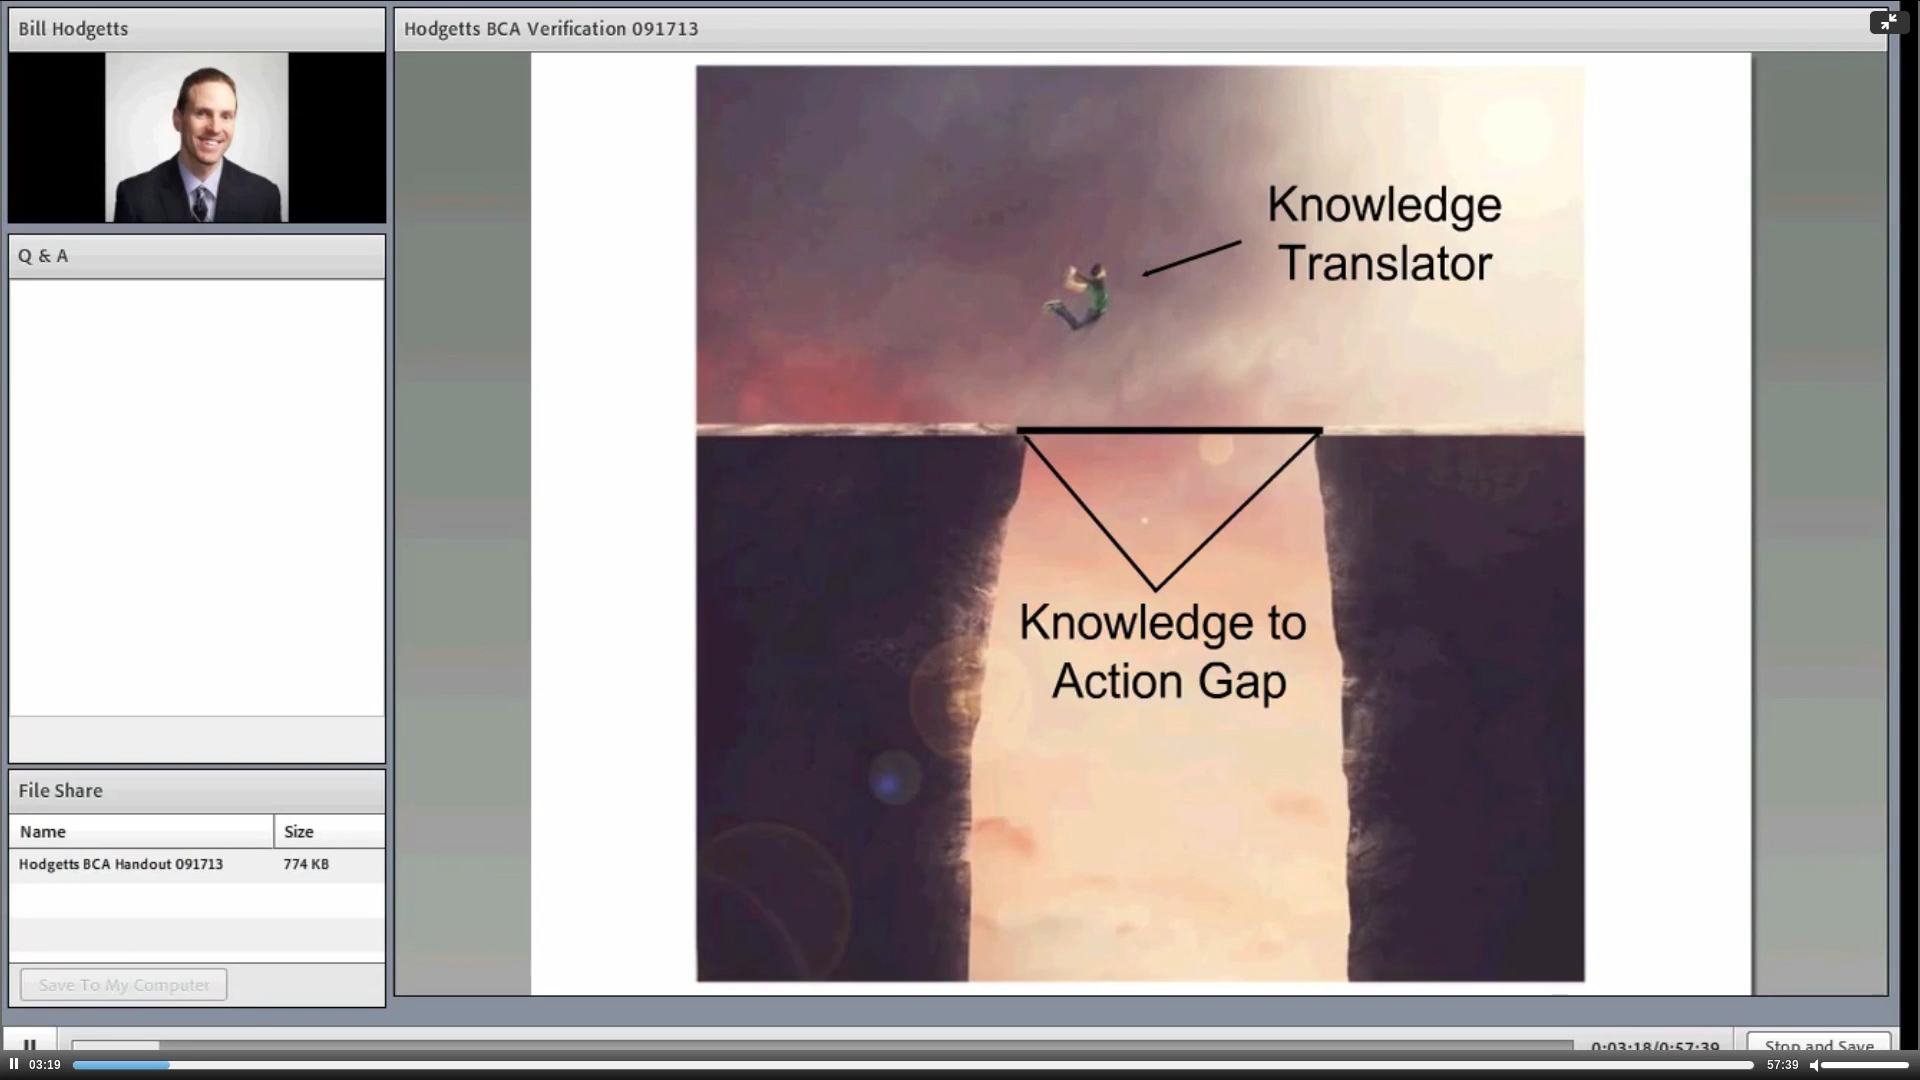 Bill Hodgetts
Hodgetts BCA Verification 091713
Knowledge
Translator
Knowledge to
Action Gap
Q & A
File Share
Name Size
Hodgetts BCA Handout 091713 774 KB
Save To My Computer
0:03:18/0:57:39
Stop and Save
03:19
57:39